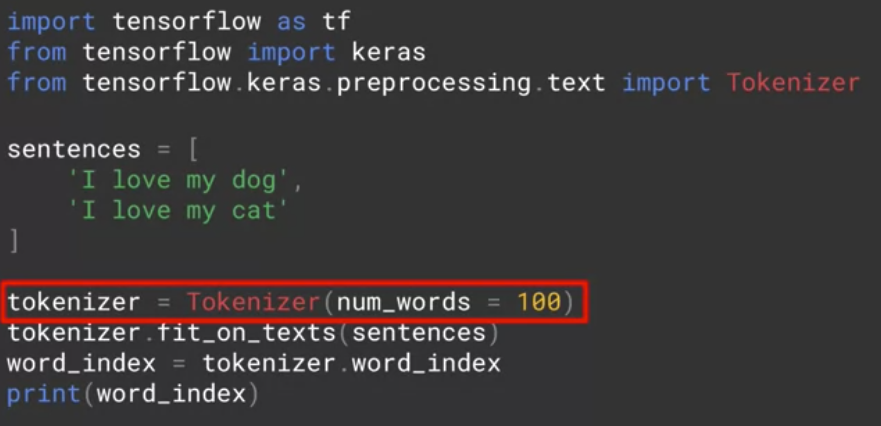 import tensorflow as tf
from tensorflow import keras
from tensorflow.keras.preprocessing.text import Tokenizer
sentences = [
    'I love my dog',
    'I love my cat'
]
tokenizer = Tokenizer(num_words = 100)
tokenizer.fit_on_texts(sentences)
word_index = tokenizer.word_index
print(word_index)